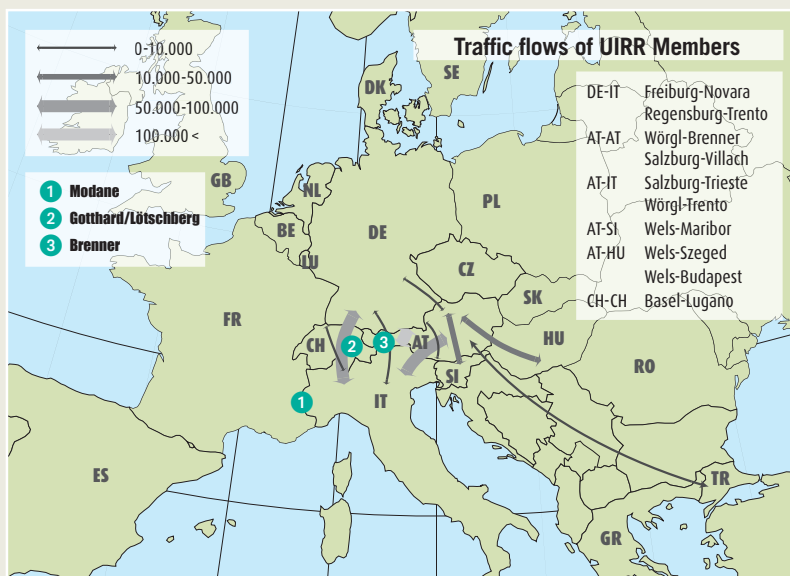 Traffic flows of UIRR Members
0-10.000
10.000-50.000
50.000-100.000
100.000 <
1 Modane
2 Gotthard/Lötschberg
3 Brenner
DE-IT Freiburg-Novara
Regensburg-Trento
AT-AT Wörgl-Brenner
Salzburg-Villach
AT-IT Salzburg-Trieste
Wörgl-Trento
AT-SI Wels-Maribor
AT-HU Wels-Szeged
Wels-Budapest
CH-CH Basel-Lugano
DK
SE
GB
NL
PL
BE
DE
LU
CZ
SK
FR
CH
2
3
AT
HU
RO
SI
1
IT
ES
TR
GR